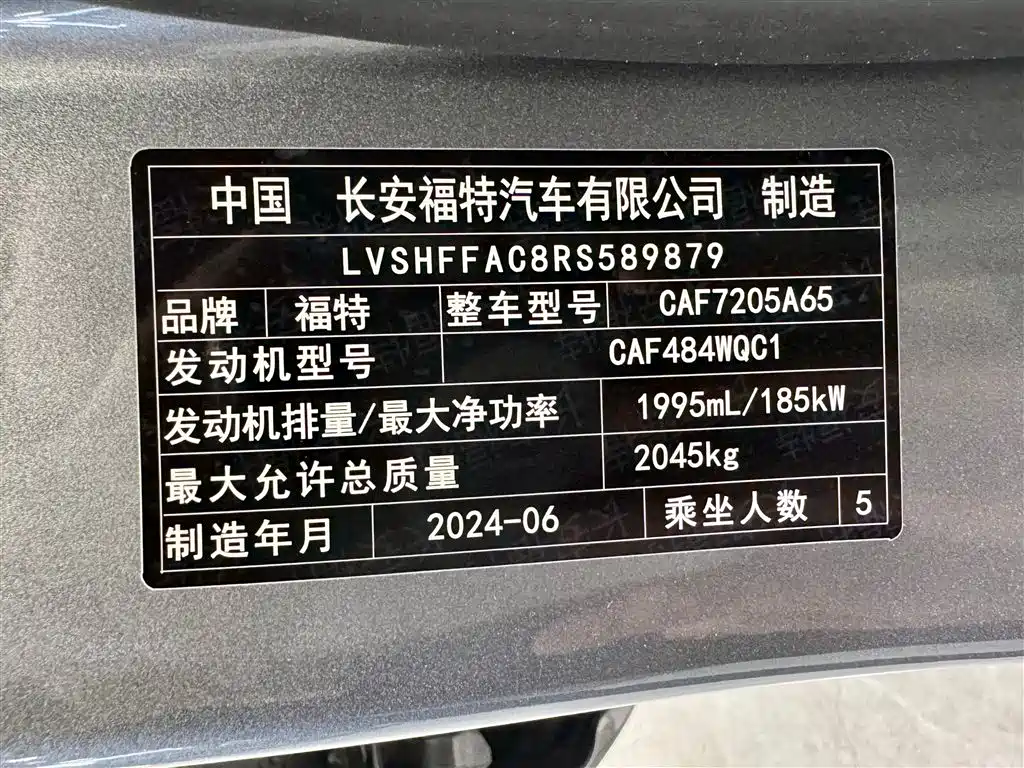 中国 长安福特汽车有限公司 制造
LVSHFFAC8RS589879
品牌 福特 整车型号 CAF7205A65
发动机型号 CAF484WQC1
发动机排量/最大净功率 1995mL/185kW
最大允许总质量 2045kg
制造年月 2024-06 乘坐人数 5